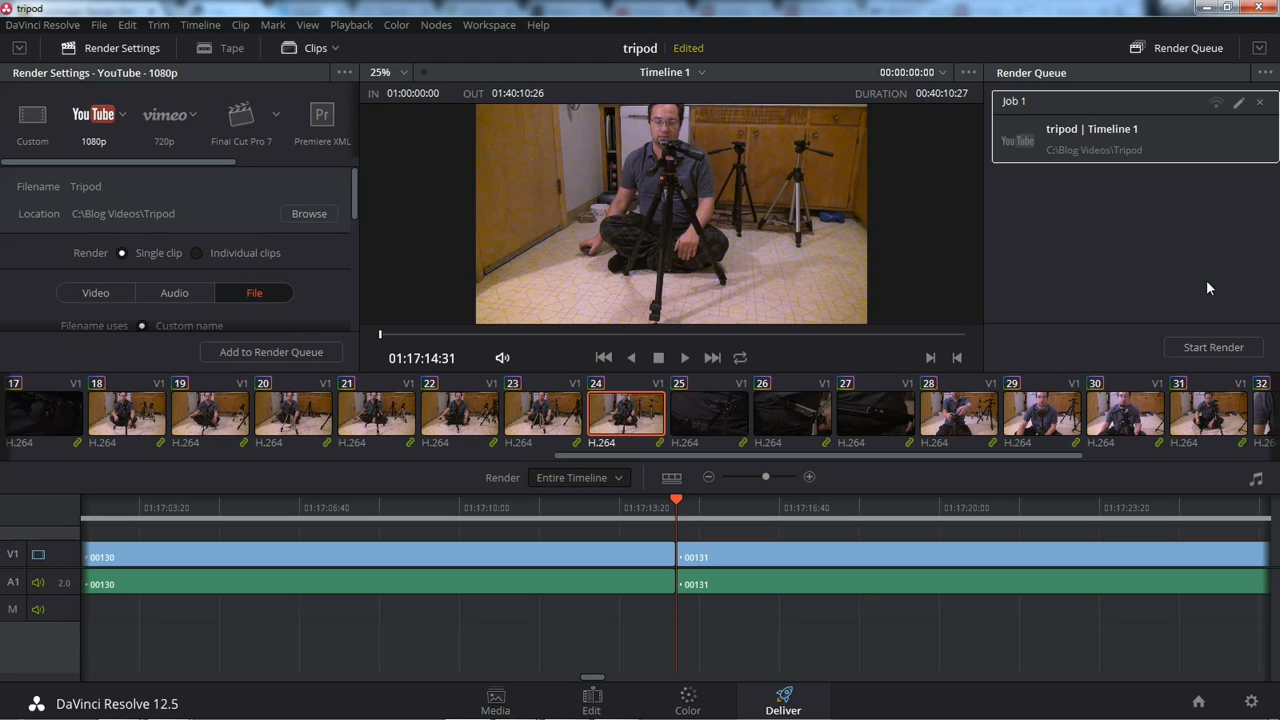 tripod
DaVinci Resolve File Edit Trim Timeline Clip Mark View Playback Color Nodes Workspace Help
Render Settings Tape Clips tripod Edited Render Queue
Render Settings - YouTube - 1080p 25% Timeline 1 00:00:00:00 Render Queue
IN 01:00:00:00 OUT 01:40:10:26 DURATION 00:40:10:27
Job 1
YouTube vimeo Pr
Custom 1080p 720p Final Cut Pro 7 Premiere XML
tripod | Timeline 1
YouTube
C:\Blog Videos\Tripod
Filename Tripod
Location C:\Blog Videos\Tripod Browse
Render Single clip Individual clips
Video Audio File
Filename uses Custom name
Add to Render Queue
01:17:14:31
Start Render
17 V1 18 V1 19 V1 20 V1 21 V1 22 V1 23 V1 24 V1 25 V1 26 V1 27 V1 28 V1 29 V1 30 V1 31 V1 32
H.264 H.264 H.264 H.264 H.264 H.264 H.264 H.264 H.264 H.264 H.264 H.264 H.264 H.264 H.264 H.2
Render Entire Timeline
01:17:03:20 01:17:06:40 01:17:10:00 01:17:13:20 01:17:16:40 01:17:20:00 01:17:23:20
V1 00130 00131
A1 2.0 00130 00131
M
DaVinci Resolve 12.5 Media Edit Color Deliver